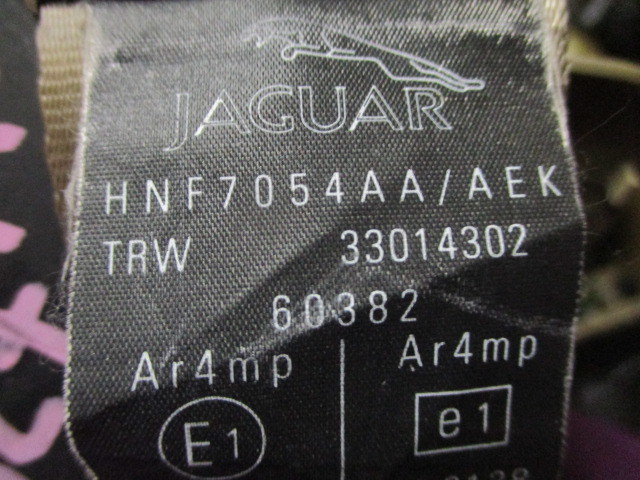 JAGUAR
HNF7054AA/AEK
TRW 33014302
60382
Ar4mp Ar4mp
E1 e1